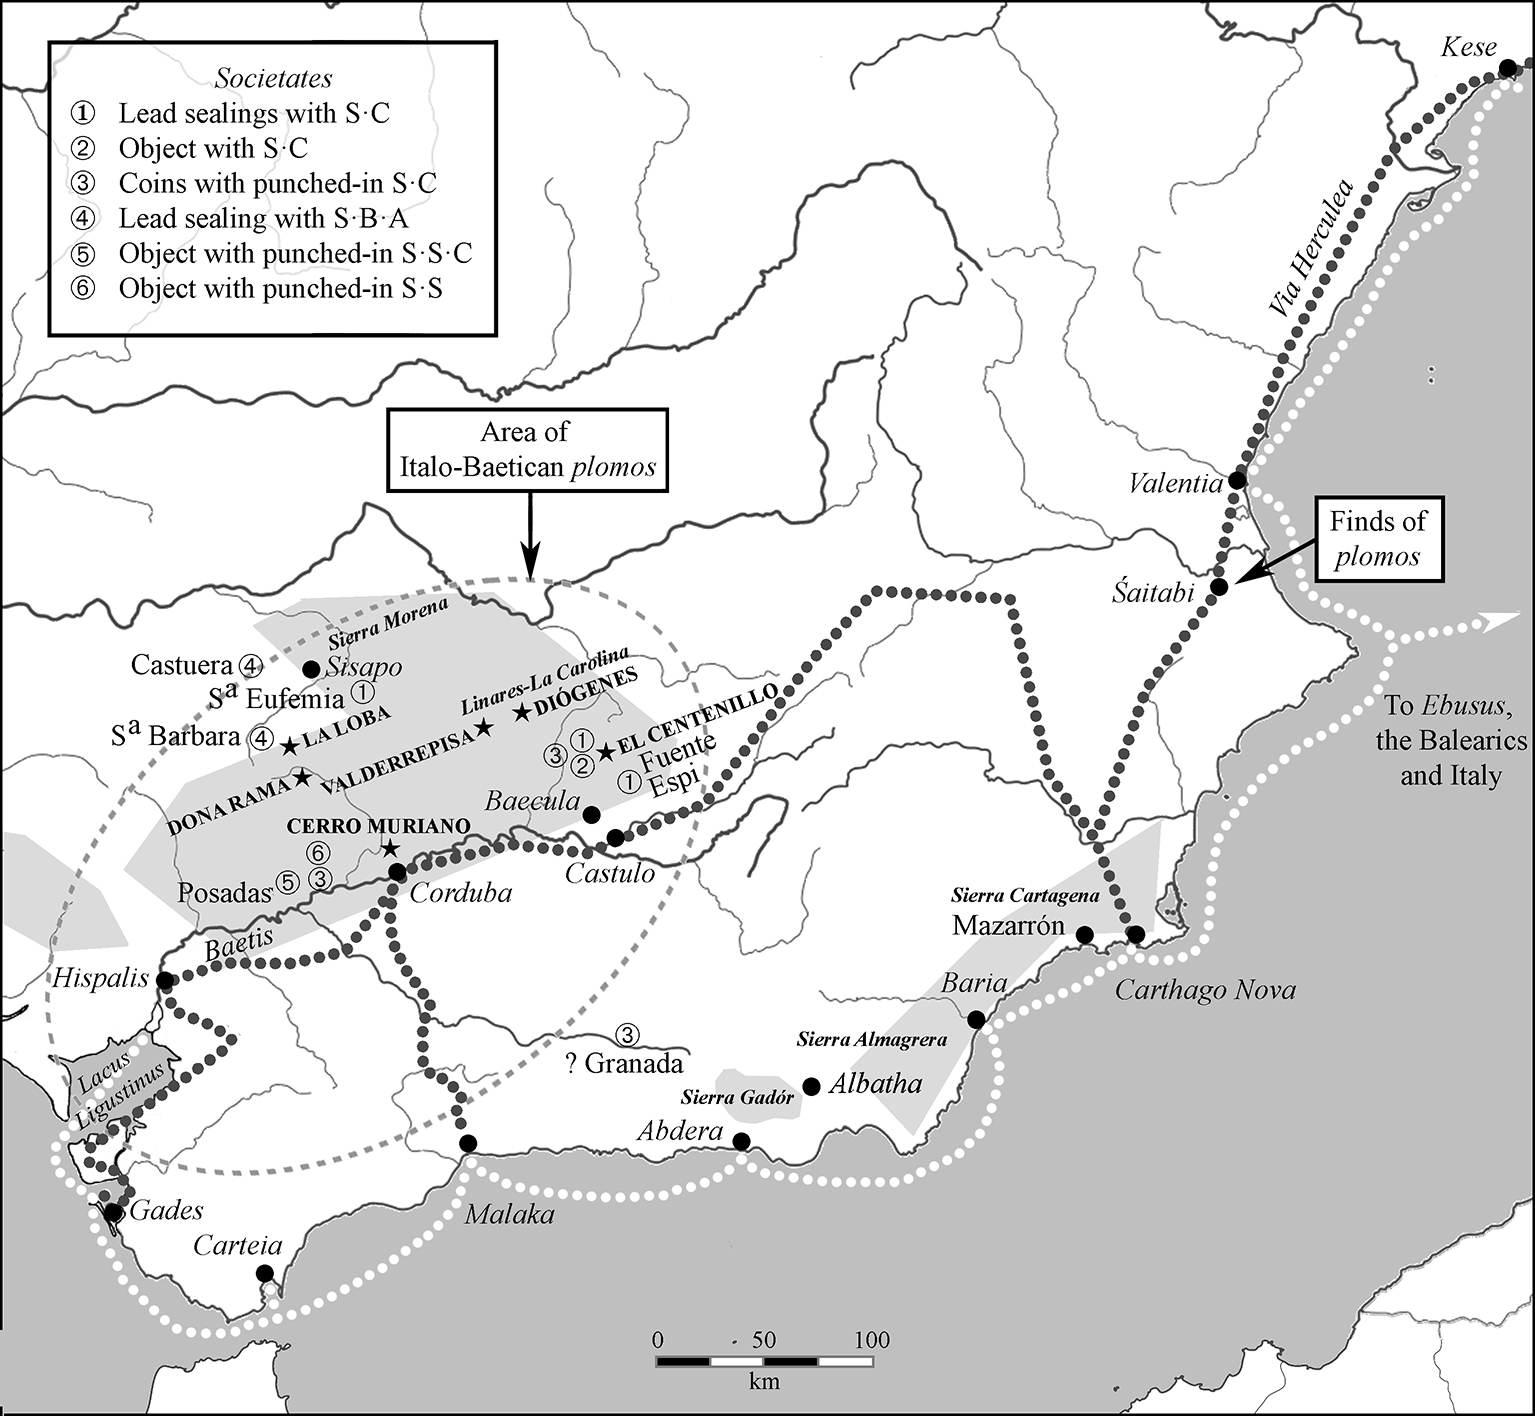 Societates
① Lead sealings with S·C
② Object with S·C
③ Coins with punched-in S·C
④ Lead sealing with S·B·A
⑤ Object with punched-in S·S·C
⑥ Object with punched-in S·S
Kese
Via Herculea
Area of
Italo-Baetican plomos
Valentia
Finds of
plomos
Śaitabi
Sierra Morena
Castuera ④
Sisapo
Sª Eufemia ①
Linares-La Carolina
DIÓGENES
Sª Barbara ④
LA LOBA
VALDERREPISA
EL CENTENILLO
③ ① ②
① Fuente
Espi
DONA RAMA
To Ebusus,
the Balearics
and Italy
Baecula
CERRO MURIANO
⑥
Posadas ⑤ ③
Corduba
Castulo
Sierra Cartagena
Mazarrón
Baetis
Hispalis
Baria
Carthago Nova
③
? Granada
Sierra Almagrera
Lacus
Ligustinus
Sierra Gadór
Albatha
Abdera
Gades
Malaka
Carteia
0 50 100
km